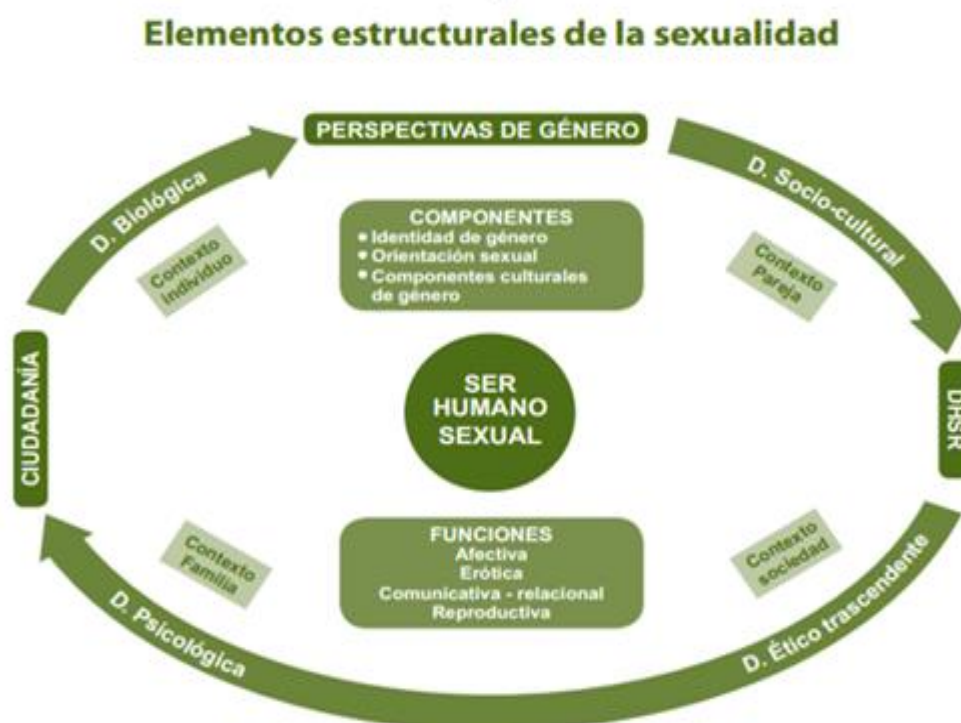 Elementos estructurales de la sexualidad
PERSPECTIVAS DE GÉNERO
D. Biológica
D. Socio-cultural
Contexto
individuo
COMPONENTES
• Identidad de género
• Orientación sexual
• Componentes culturales
de género
Contexto
Pareja
CIUDADANÍA
SER
HUMANO
SEXUAL
DHSR
Contexto
Familia
FUNCIONES
Afectiva
Erótica
Comunicativa - relacional
Reproductiva
Contexto
sociedad
D. Psicológica
D. Ético trascendente